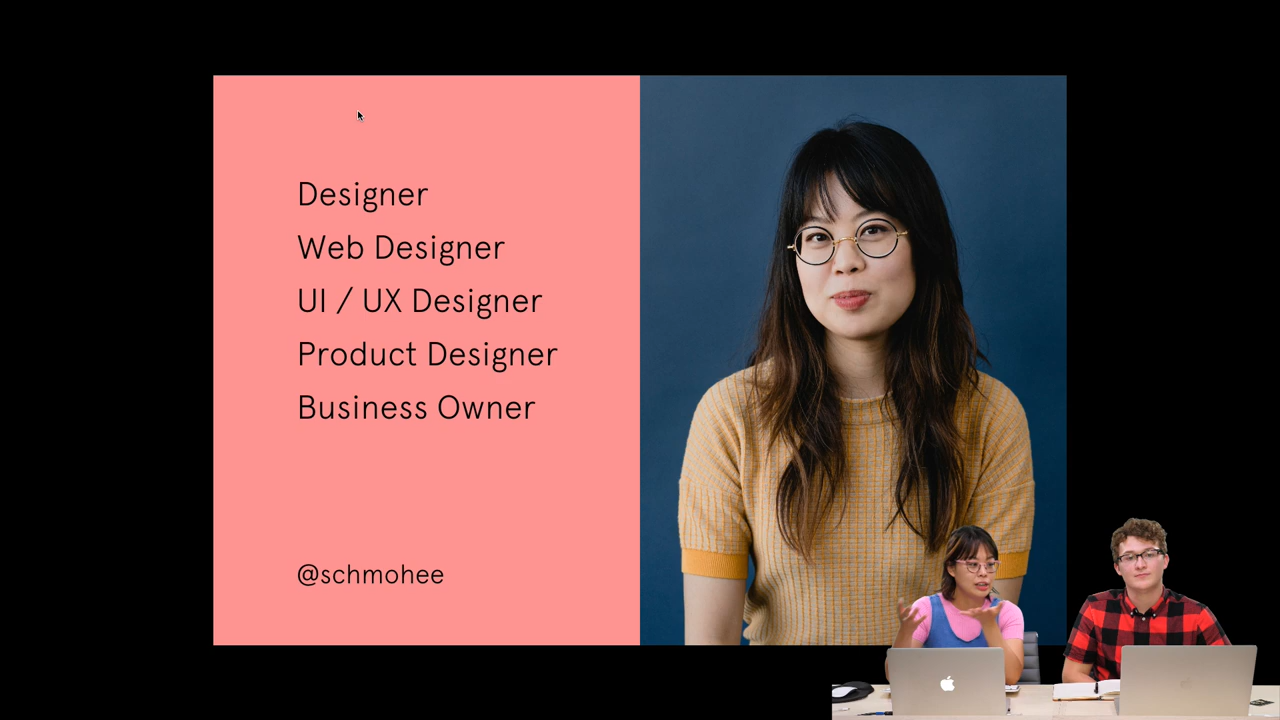 Designer
Web Designer
UI / UX Designer
Product Designer
Business Owner
@schmohee